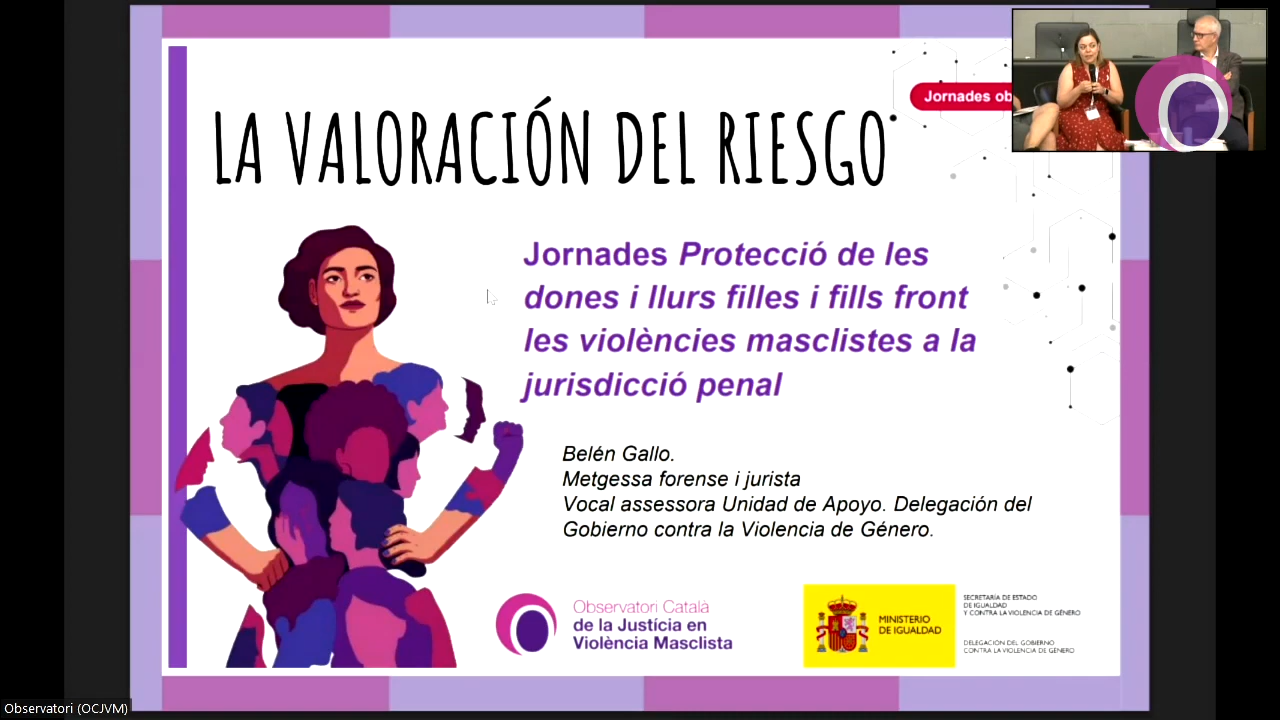 LA VALORACIÓN DEL RIESGO
Jornades ob
Jornades Protecció de les
dones i llurs filles i fills front
les violències masclistes a la
jurisdicció penal
Belén Gallo.
Metgessa forense i jurista
Vocal assessora Unidad de Apoyo. Delegación del
Gobierno contra la Violencia de Género.
Observatori Català
de la Justícia en
Violència Masclista
MINISTERIO
DE IGUALDAD
SECRETARÍA DE ESTADO
DE IGUALDAD
Y CONTRA LA VIOLENCIA DE GÉNERO
DELEGACIÓN DEL GOBIERNO
CONTRA LA VIOLENCIA DE GÉNERO
Observatori (OCJVM)